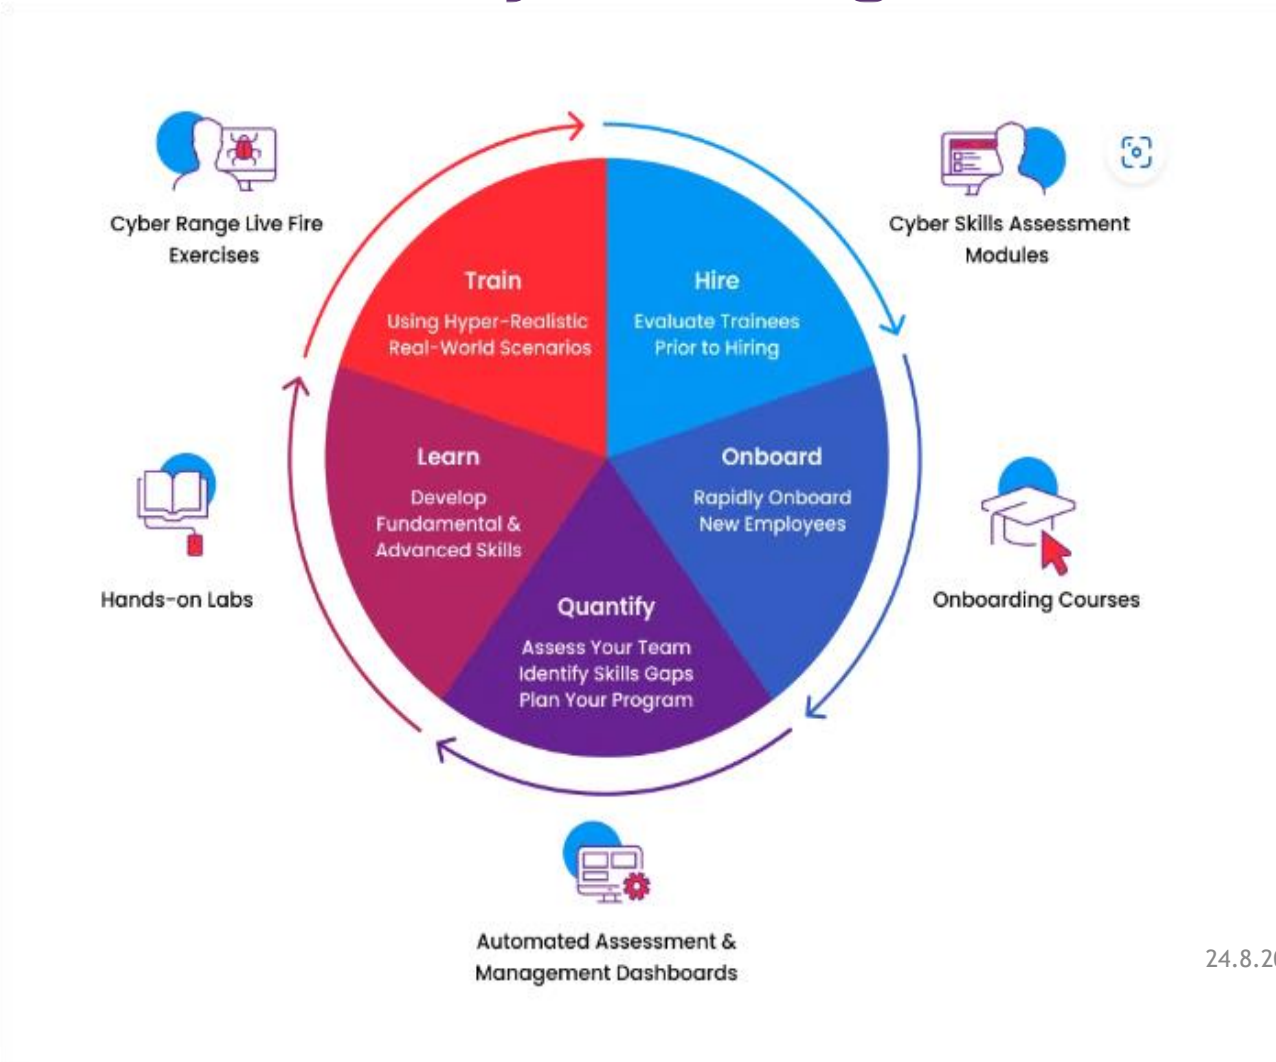 Cyber Range Live Fire
Exercises
Cyber Skills Assessment
Modules
Train
Using Hyper-Realistic
Real-World Scenarios
Hire
Evaluate Trainees
Prior to Hiring
Learn
Develop
Fundamental &
Advanced Skills
Onboard
Rapidly Onboard
New Employees
Quantify
Assess Your Team
Identify Skills Gaps
Plan Your Program
Hands-on Labs
Onboarding Courses
Automated Assessment &
Management Dashboards
24.8.20